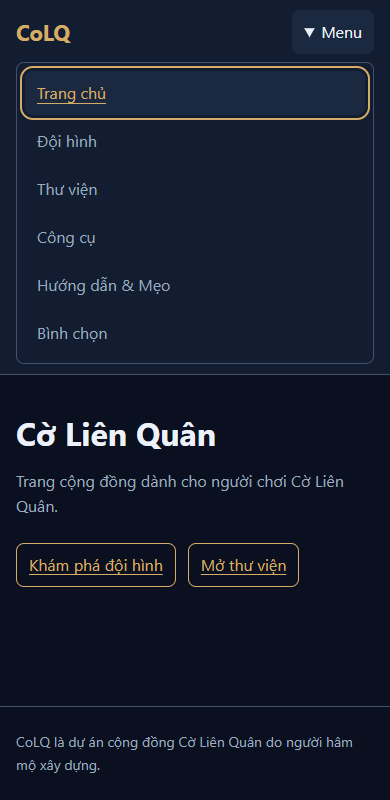 CoLQ
▼ Menu
Trang chủ
Đội hình
Thư viện
Công cụ
Hướng dẫn & Mẹo
Bình chọn
Cờ Liên Quân
Trang cộng đồng dành cho người chơi Cờ Liên
Quân.
Khám phá đội hình
Mở thư viện
CoLQ là dự án cộng đồng Cờ Liên Quân do người hâm
mộ xây dựng.